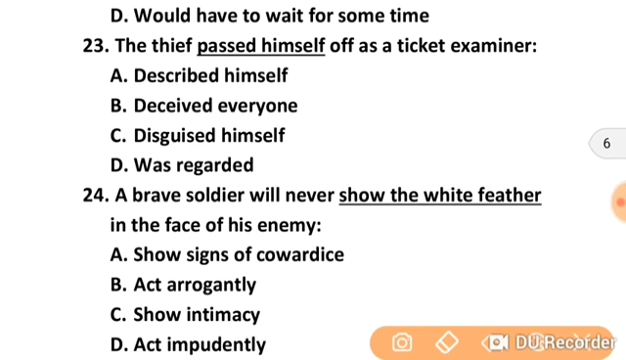 D. Would have to wait for some time
23. The thief passed himself off as a ticket examiner:
A. Described himself
B. Deceived everyone
C. Disguised himself
6
D. Was regarded
24. A brave soldier will never show the white feather
in the face of his enemy:
A. Show signs of cowardice
B. Act arrogantly
C. Show intimacy
D. Act impudently
DU Recorder